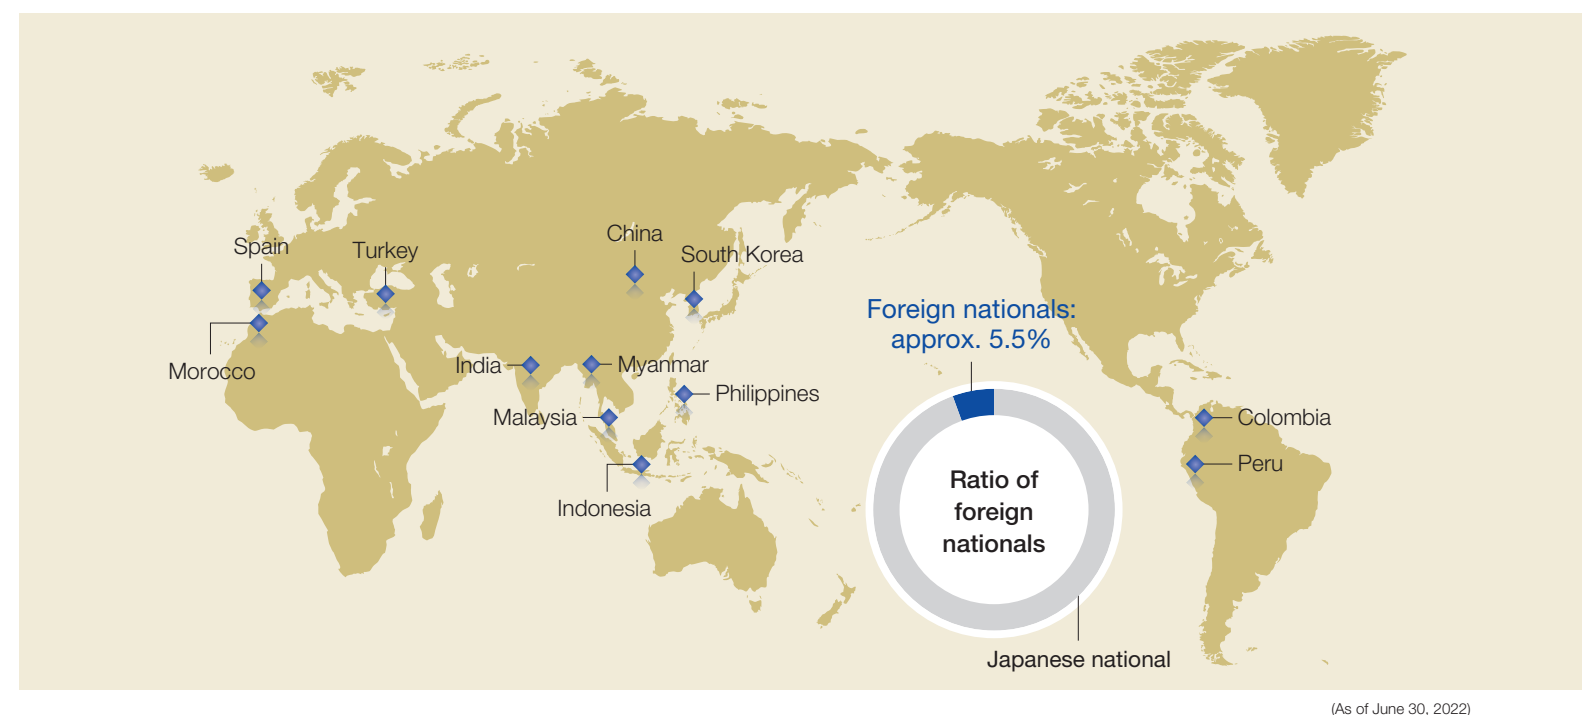 Spain
Turkey
China
South Korea
Morocco
India
Myanmar
Malaysia
Philippines
Indonesia
Foreign nationals:
approx. 5.5%
Ratio of
foreign
nationals
Japanese national
Colombia
Peru
(As of June 30, 2022)